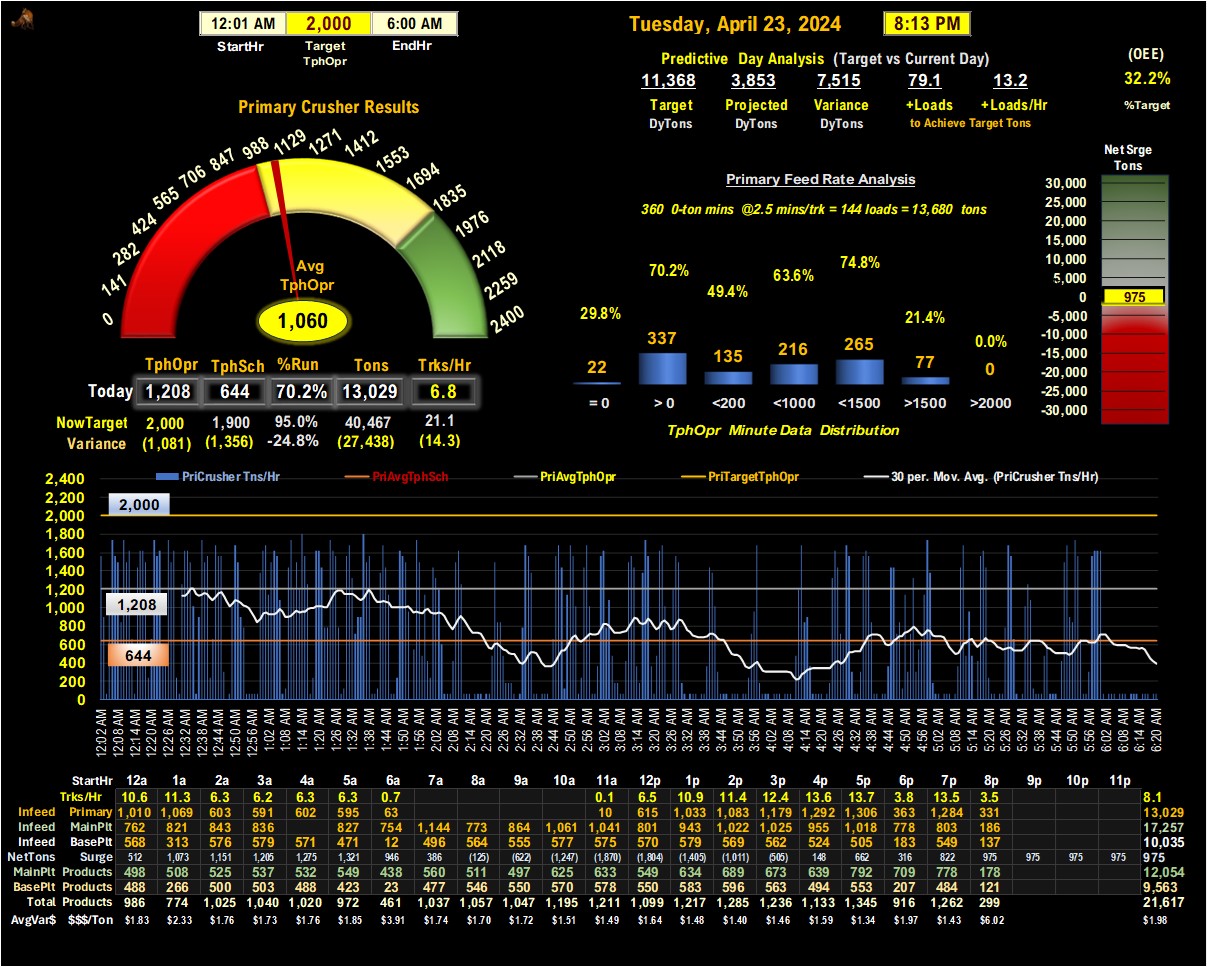 12:01 AM 2,000 6:00 AM
StartHr Target EndHr
TphOpr
Tuesday, April 23, 2024 8:13 PM
Predictive Day Analysis (Target vs Current Day)
11,368 3,853 7,515 79.1 13.2
Target Projected Variance +Loads +Loads/Hr
DyTons DyTons DyTons to Achieve Target Tons
(OEE)
32.2%
%Target
Primary Crusher Results
0 141 282 424 565 706 847 988 1129 1271 1412 1553 1694 1835 1976 2118 2259 2400
Avg
TphOpr
1,060
TphOpr TphSch %Run Tons Trks/Hr
Today 1,208 644 70.2% 13,029 6.8
NowTarget 2,000 1,900 95.0% 40,467 21.1
Variance (1,081) (1,356) -24.8% (27,438) (14.3)
Primary Feed Rate Analysis
360 0-ton mins @2.5 mins/trk = 144 loads = 13,680 tons
29.8% 70.2% 49.4% 63.6% 74.8% 21.4% 0.0%
22 337 135 216 265 77 0
= 0 > 0 <200 <1000 <1500 >1500 >2000
TphOpr Minute Data Distribution
Net Srge
Tons
30,000
25,000
20,000
15,000
10,000
5,000
0 975
-5,000
-10,000
-15,000
-20,000
-25,000
-30,000
PriCrusher Tns/Hr PriAvgTphSch PriAvgTphOpr PriTargetTphOpr 30 per. Mov. Avg. (PriCrusher Tns/Hr)
2,400
2,200
2,000
1,800
1,600
1,400
1,200
1,000
800
600
400
200
0
2,000
1,208
644
12:02 AM 12:08 AM 12:14 AM 12:20 AM 12:26 AM 12:32 AM 12:38 AM 12:44 AM 12:50 AM 12:56 AM 1:02 AM 1:08 AM 1:14 AM 1:20 AM 1:26 AM 1:32 AM 1:38 AM 1:44 AM 1:50 AM 1:56 AM 2:02 AM 2:08 AM 2:14 AM 2:20 AM 2:26 AM 2:32 AM 2:38 AM 2:44 AM 2:50 AM 2:56 AM 3:02 AM 3:08 AM 3:14 AM 3:20 AM 3:26 AM 3:32 AM 3:38 AM 3:44 AM 3:50 AM 3:56 AM 4:02 AM 4:08 AM 4:14 AM 4:20 AM 4:26 AM 4:32 AM 4:38 AM 4:44 AM 4:50 AM 4:56 AM 5:02 AM 5:08 AM 5:14 AM 5:20 AM 5:26 AM 5:32 AM 5:38 AM 5:44 AM 5:50 AM 5:56 AM 6:02 AM 6:08 AM 6:14 AM 6:20 AM
StartHr 12a 1a 2a 3a 4a 5a 6a 7a 8a 9a 10a 11a 12p 1p 2p 3p 4p 5p 6p 7p 8p 9p 10p 11p
Trks/Hr 10.6 11.3 6.3 6.2 6.3 6.3 0.7 0.1 6.5 10.9 11.4 12.4 13.6 13.7 3.8 13.5 3.5 8.1
Infeed Primary 1,010 1,069 603 591 602 595 63 10 615 1,033 1,083 1,179 1,292 1,306 363 1,284 331 13,029
Infeed MainPlt 762 821 843 836 827 754 1,144 773 864 1,061 1,041 801 943 1,022 1,025 955 1,018 778 803 186 17,257
Infeed BasePlt 568 313 576 579 571 471 12 496 564 555 577 575 570 579 569 562 524 505 183 549 137 10,035
NetTons Surge 512 1,073 1,151 1,205 1,275 1,321 946 386 (125) (622) (1,247) (1,870) (1,804) (1,405) (1,011) (505) 148 662 316 822 975 975 975 975 975
MainPlt Products 498 508 525 537 532 549 438 560 511 497 625 633 549 634 689 673 639 792 709 778 178 12,054
BasePlt Products 488 266 500 503 488 423 23 477 546 550 570 578 550 583 596 563 494 553 207 484 121 9,563
Total Products 986 774 1,025 1,040 1,020 972 461 1,037 1,057 1,047 1,195 1,211 1,099 1,217 1,285 1,236 1,133 1,345 916 1,262 299 21,617
AvgVar$ $$$/Ton $1.83 $2.33 $1.76 $1.73 $1.76 $1.85 $3.91 $1.74 $1.70 $1.72 $1.51 $1.49 $1.64 $1.48 $1.40 $1.46 $1.59 $1.34 $1.97 $1.43 $6.02 $1.98